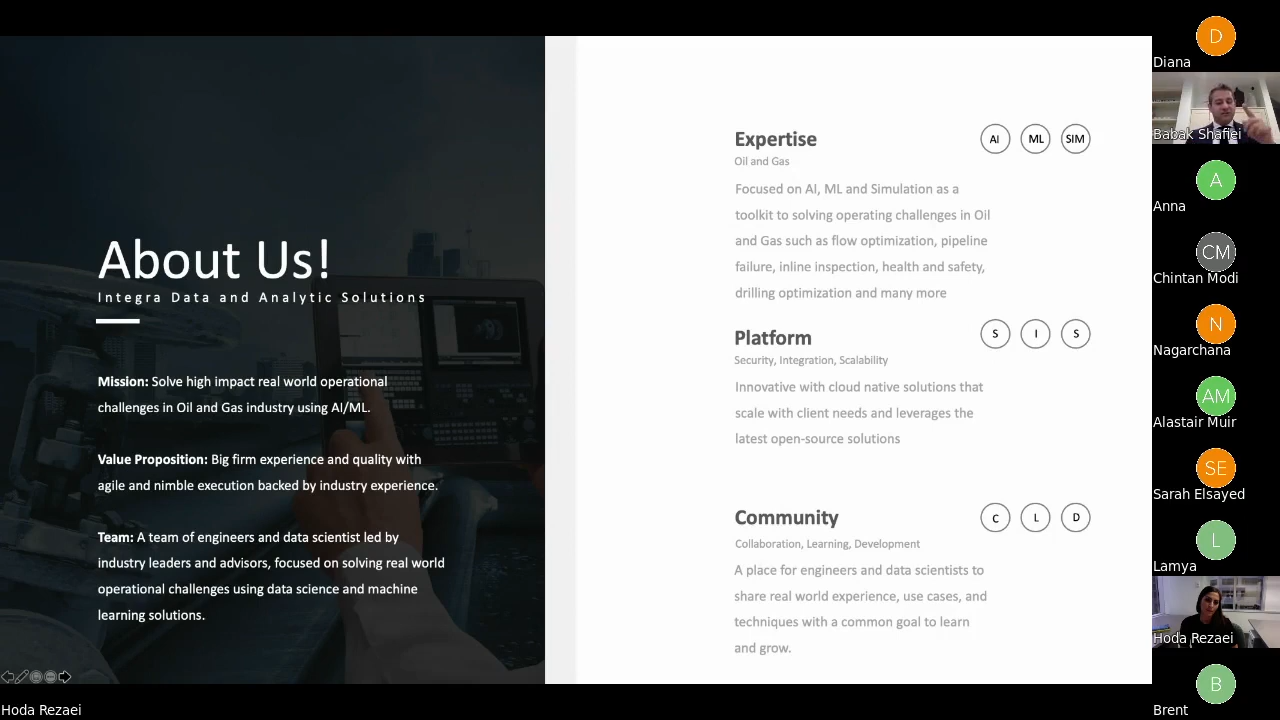 About Us!
Integra Data and Analytic Solutions
Mission: Solve high impact real world operational
challenges in Oil and Gas industry using AI/ML.
Value Proposition: Big firm experience and quality with
agile and nimble execution backed by industry experience.
Team: A team of engineers and data scientist led by
industry leaders and advisors, focused on solving real world
operational challenges using data science and machine
learning solutions.
Expertise
AI ML SIM
Oil and Gas
Focused on AI, ML and Simulation as a
toolkit to solving operating challenges in Oil
and Gas such as flow optimization, pipeline
failure, inline inspection, health and safety,
drilling optimization and many more
Platform
S I S
Security, Integration, Scalability
Innovative with cloud native solutions that
scale with client needs and leverages the
latest open-source solutions
Community
C L D
Collaboration, Learning, Development
A place for engineers and data scientists to
share real world experience, use cases, and
techniques with a common goal to learn
and grow.
D
Diana
Babak Shafiei
A
Anna
CM
Chintan Modi
N
Nagarchana
AM
Alastair Muir
SE
Sarah Elsayed
L
Lamya
Hoda Rezaei
B
Brent
Hoda Rezaei